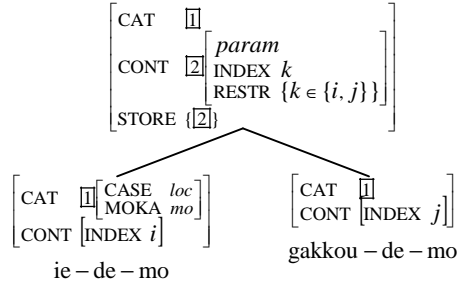 CAT [1]
param
CONT [2] INDEX k
RESTR {k ∈ {i, j}}
STORE {[2]}
CAT [1] CASE loc
MOKA mo
CONT [INDEX i]
ie – de – mo
CAT [1]
CONT [INDEX j]
gakkou – de – mo